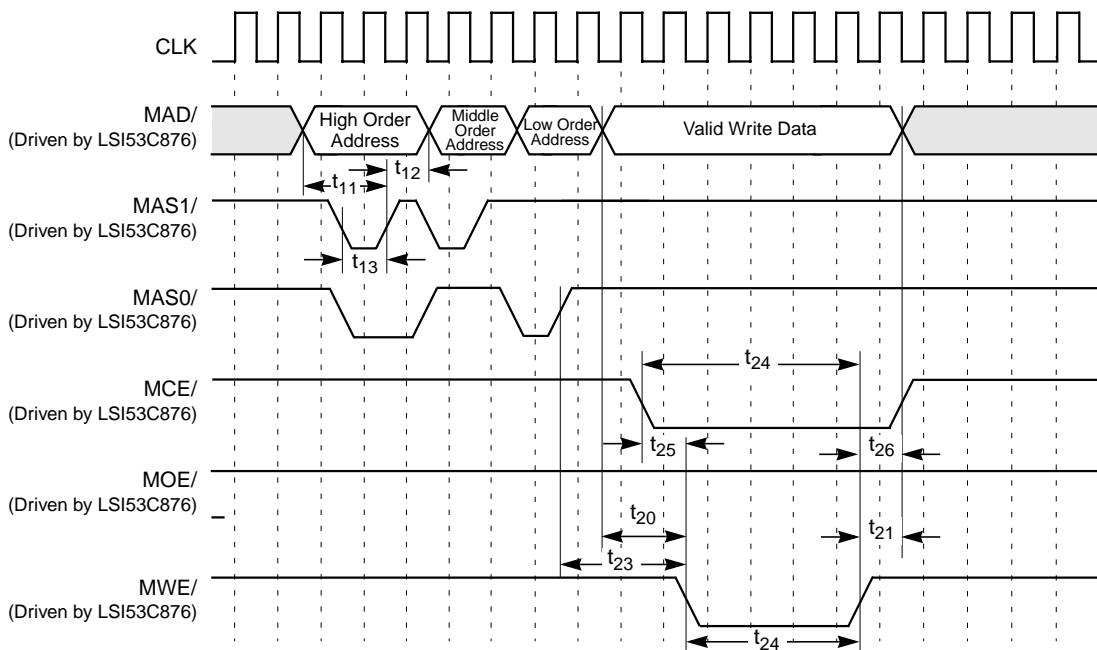 CLK
MAD/
(Driven by LSI53C876)
High Order
Address
Middle
Order
Address
Low Order
Address
Valid Write Data
t12
t11
MAS1/
(Driven by LSI53C876)
t13
MAS0/
(Driven by LSI53C876)
t24
MCE/
(Driven by LSI53C876)
t25
t26
MOE/
(Driven by LSI53C876)
t20
t21
t23
MWE/
(Driven by LSI53C876)
t24